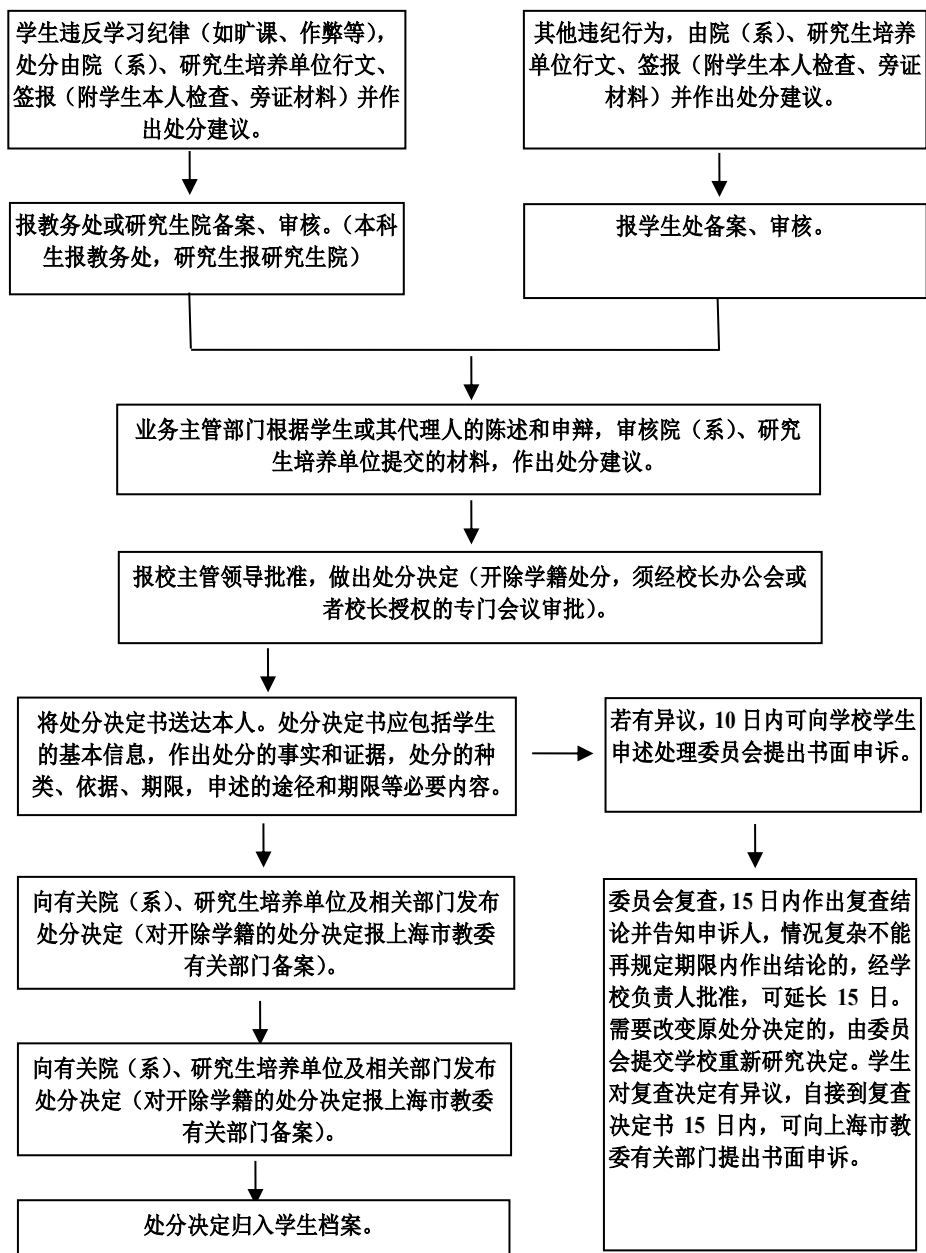 学生违反学习纪律（如旷课、作弊等），
处分由院（系）、研究生培养单位行文、
签报（附学生本人检查、旁证材料）并作
出处分建议。
其他违纪行为，由院（系）、研究生培养
单位行文、签报（附学生本人检查、旁证
材料）并作出处分建议。
报教务处或研究生院备案、审核。（本科
生报教务处，研究生报研究生院）
报学生处备案、审核。
业务主管部门根据学生或其代理人的陈述和申辩，审核院（系）、研究
生培养单位提交的材料，作出处分建议。
报校主管领导批准，做出处分决定（开除学籍处分，须经校长办公会或
者校长授权的专门会议审批）。
将处分决定书送达本人。处分决定书应包括学生
的基本信息，作出处分的事实和证据，处分的种
类、依据、期限，申述的途径和期限等必要内容。
若有异议，10 日内可向学校学生
申述处理委员会提出书面申诉。
向有关院（系）、研究生培养单位及相关部门发布
处分决定（对开除学籍的处分决定报上海市教委
有关部门备案）。
向有关院（系）、研究生培养单位及相关部门发布
处分决定（对开除学籍的处分决定报上海市教委
有关部门备案）。
处分决定归入学生档案。
委员会复查，15 日内作出复查结
论并告知申诉人，情况复杂不能
再规定期限内作出结论的，经学
校负责人批准，可延长 15 日。
需要改变原处分决定的，由委员
会提交学校重新研究决定。学生
对复查决定有异议，自接到复查
决定书 15 日内，可向上海市教
委有关部门提出书面申诉。